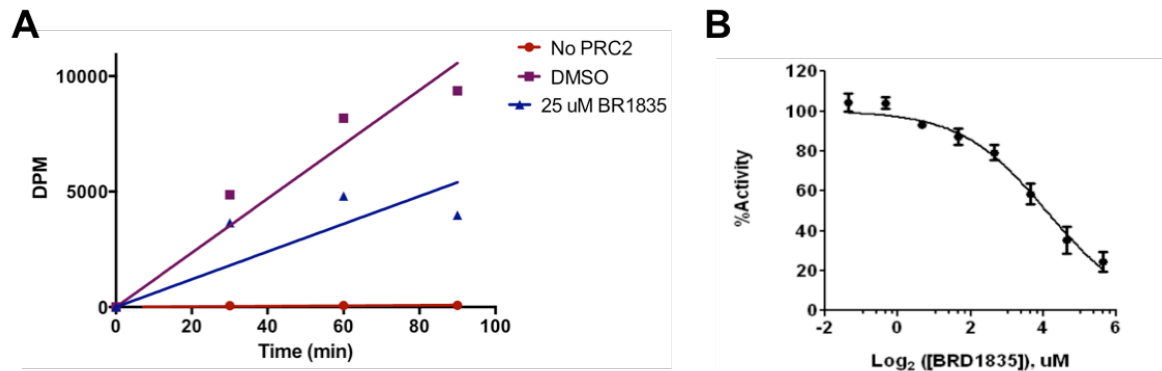 A
No PRC2
DMSO
25 uM BR1835
10000
5000
0
DPM
0 20 40 60 80 100
Time (min)
B
120
100
80
60
40
20
0
%Activity
-2 0 2 4 6
Log2 ([BRD1835]), uM